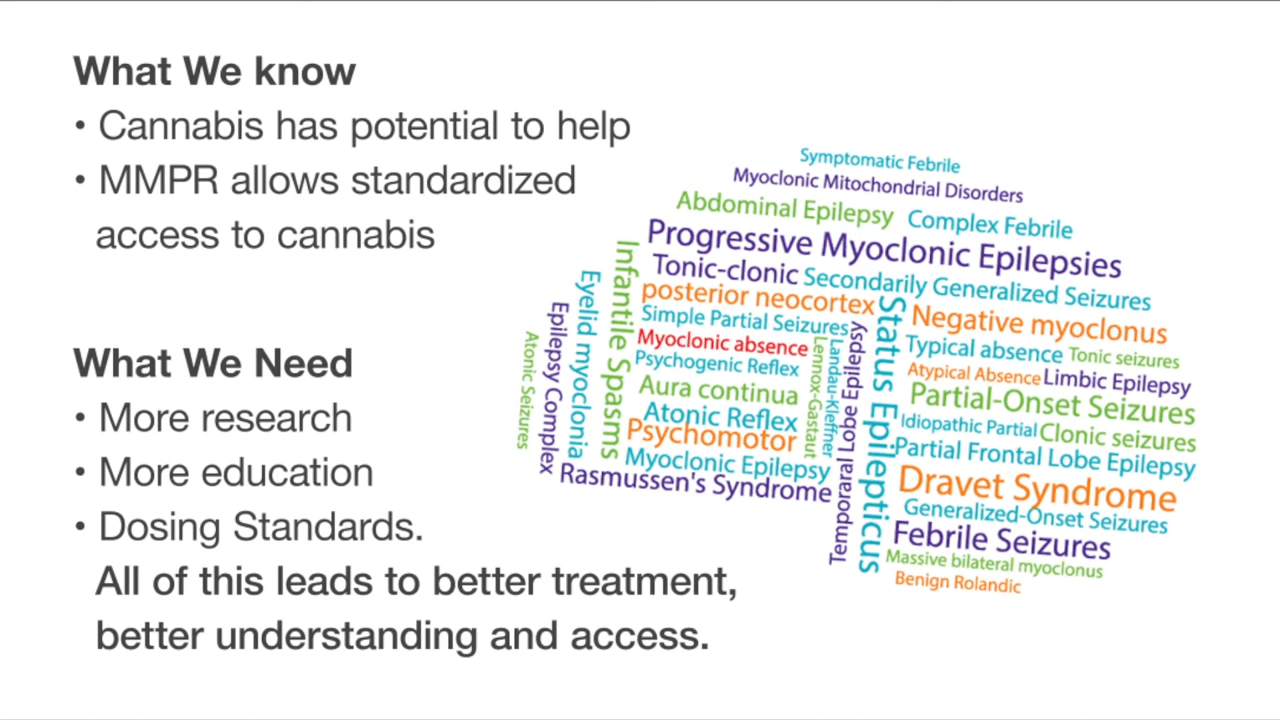 What We know
• Cannabis has potential to help
• MMPR allows standardized
access to cannabis
What We Need
• More research
• More education
• Dosing Standards.
All of this leads to better treatment,
better understanding and access.
Symptomatic Febrile
Myoclonic Mitochondrial Disorders
Abdominal Epilepsy
Complex Febrile
Progressive Myoclonic Epilepsies
Tonic-clonic
Secondarily Generalized Seizures
posterior neocortex
Simple Partial Seizures
Myoclonic absence
Psychogenic Reflex
Aura continua
Atonic Reflex
Psychomotor
Myoclonic Epilepsy
Rasmussen's Syndrome
Atonic Seizures
Epilepsy Complex
Eyelid myoclonia
Infantile Spasms
Lennox-Gastaut
Landau-Kleffner
Temporaral Lobe Epilepsy
Status Epilepticus
Negative myoclonus
Typical absence
Tonic seizures
Atypical Absence
Limbic Epilepsy
Partial-Onset Seizures
Idiopathic Partial
Clonic seizures
Partial Frontal Lobe Epilepsy
Dravet Syndrome
Generalized-Onset Seizures
Febrile Seizures
Massive bilateral myoclonus
Benign Rolandic